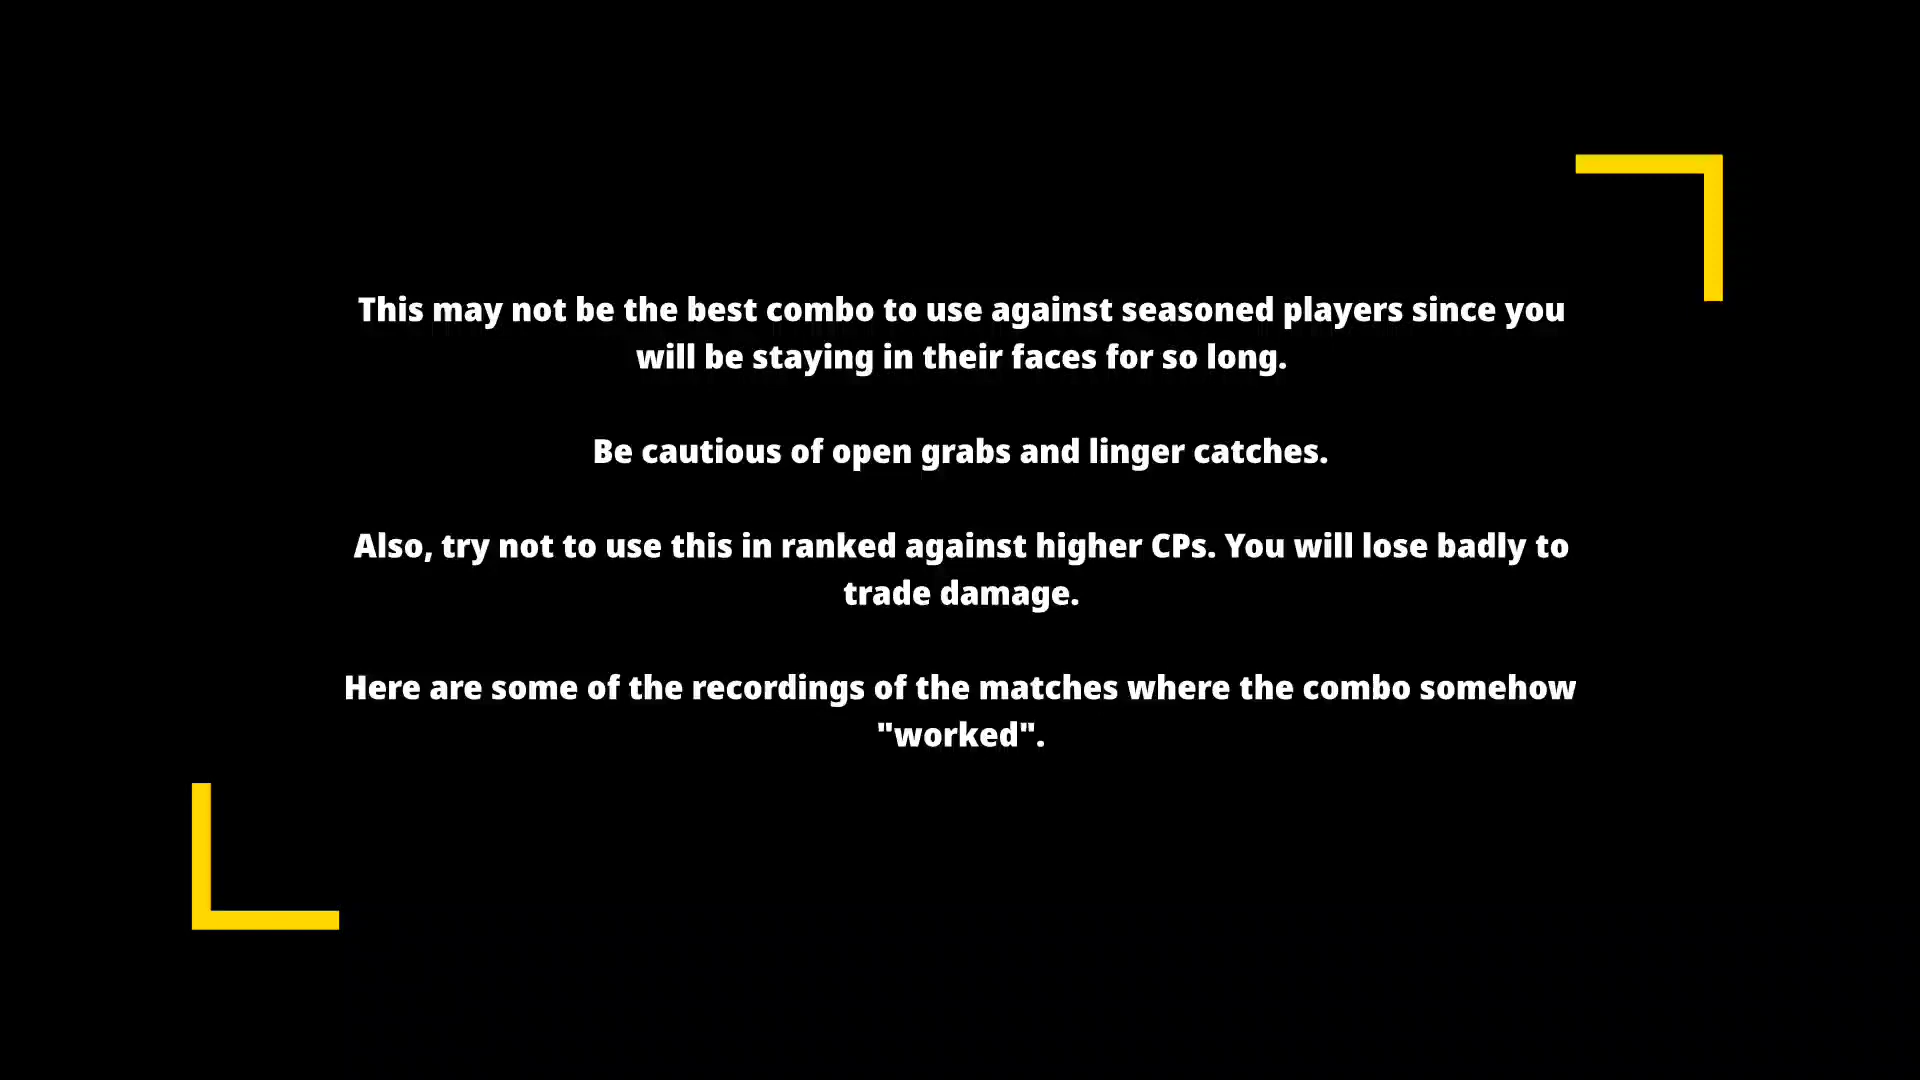 This may not be the best combo to use against seasoned players since you
will be staying in their faces for so long.
Be cautious of open grabs and linger catches.
Also, try not to use this in ranked against higher CPs. You will lose badly to
trade damage.
Here are some of the recordings of the matches where the combo somehow
"worked".